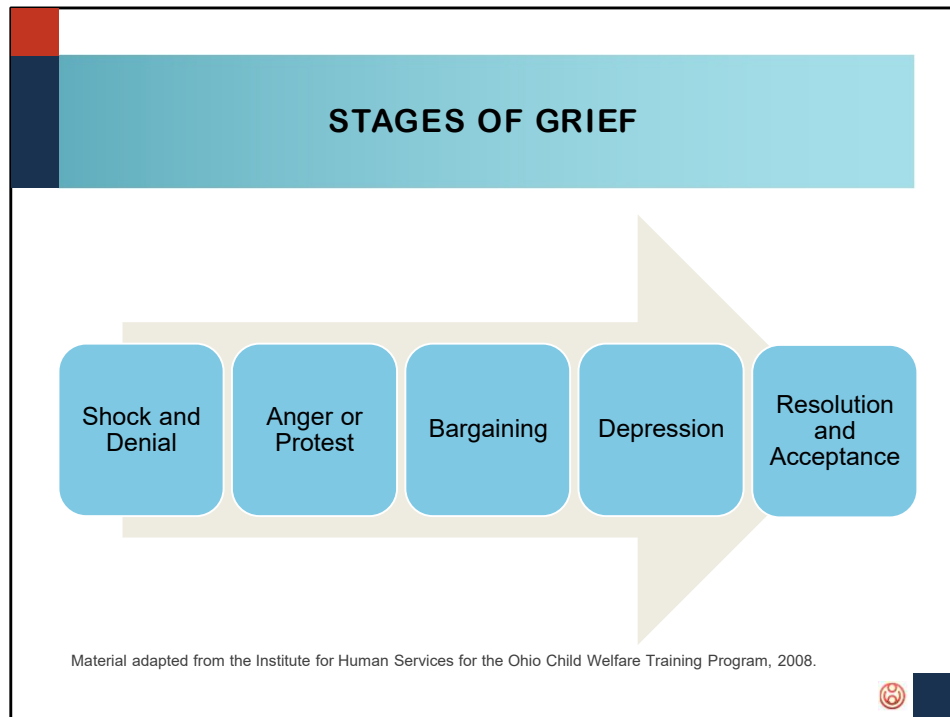 STAGES OF GRIEF
Shock and
Denial
Anger or
Protest
Bargaining
Depression
Resolution
and
Acceptance
Material adapted from the Institute for Human Services for the Ohio Child Welfare Training Program, 2008.